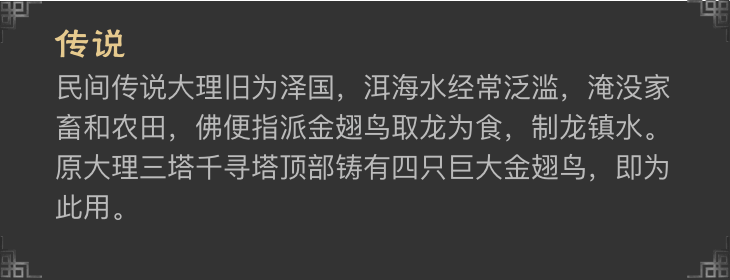 传说
民间传说大理旧为泽国，洱海水经常泛滥，淹没家
畜和农田，佛便指派金翅鸟取龙为食，制龙镇水。
原大理三塔千寻塔顶部铸有四只巨大金翅鸟，即为
此用。